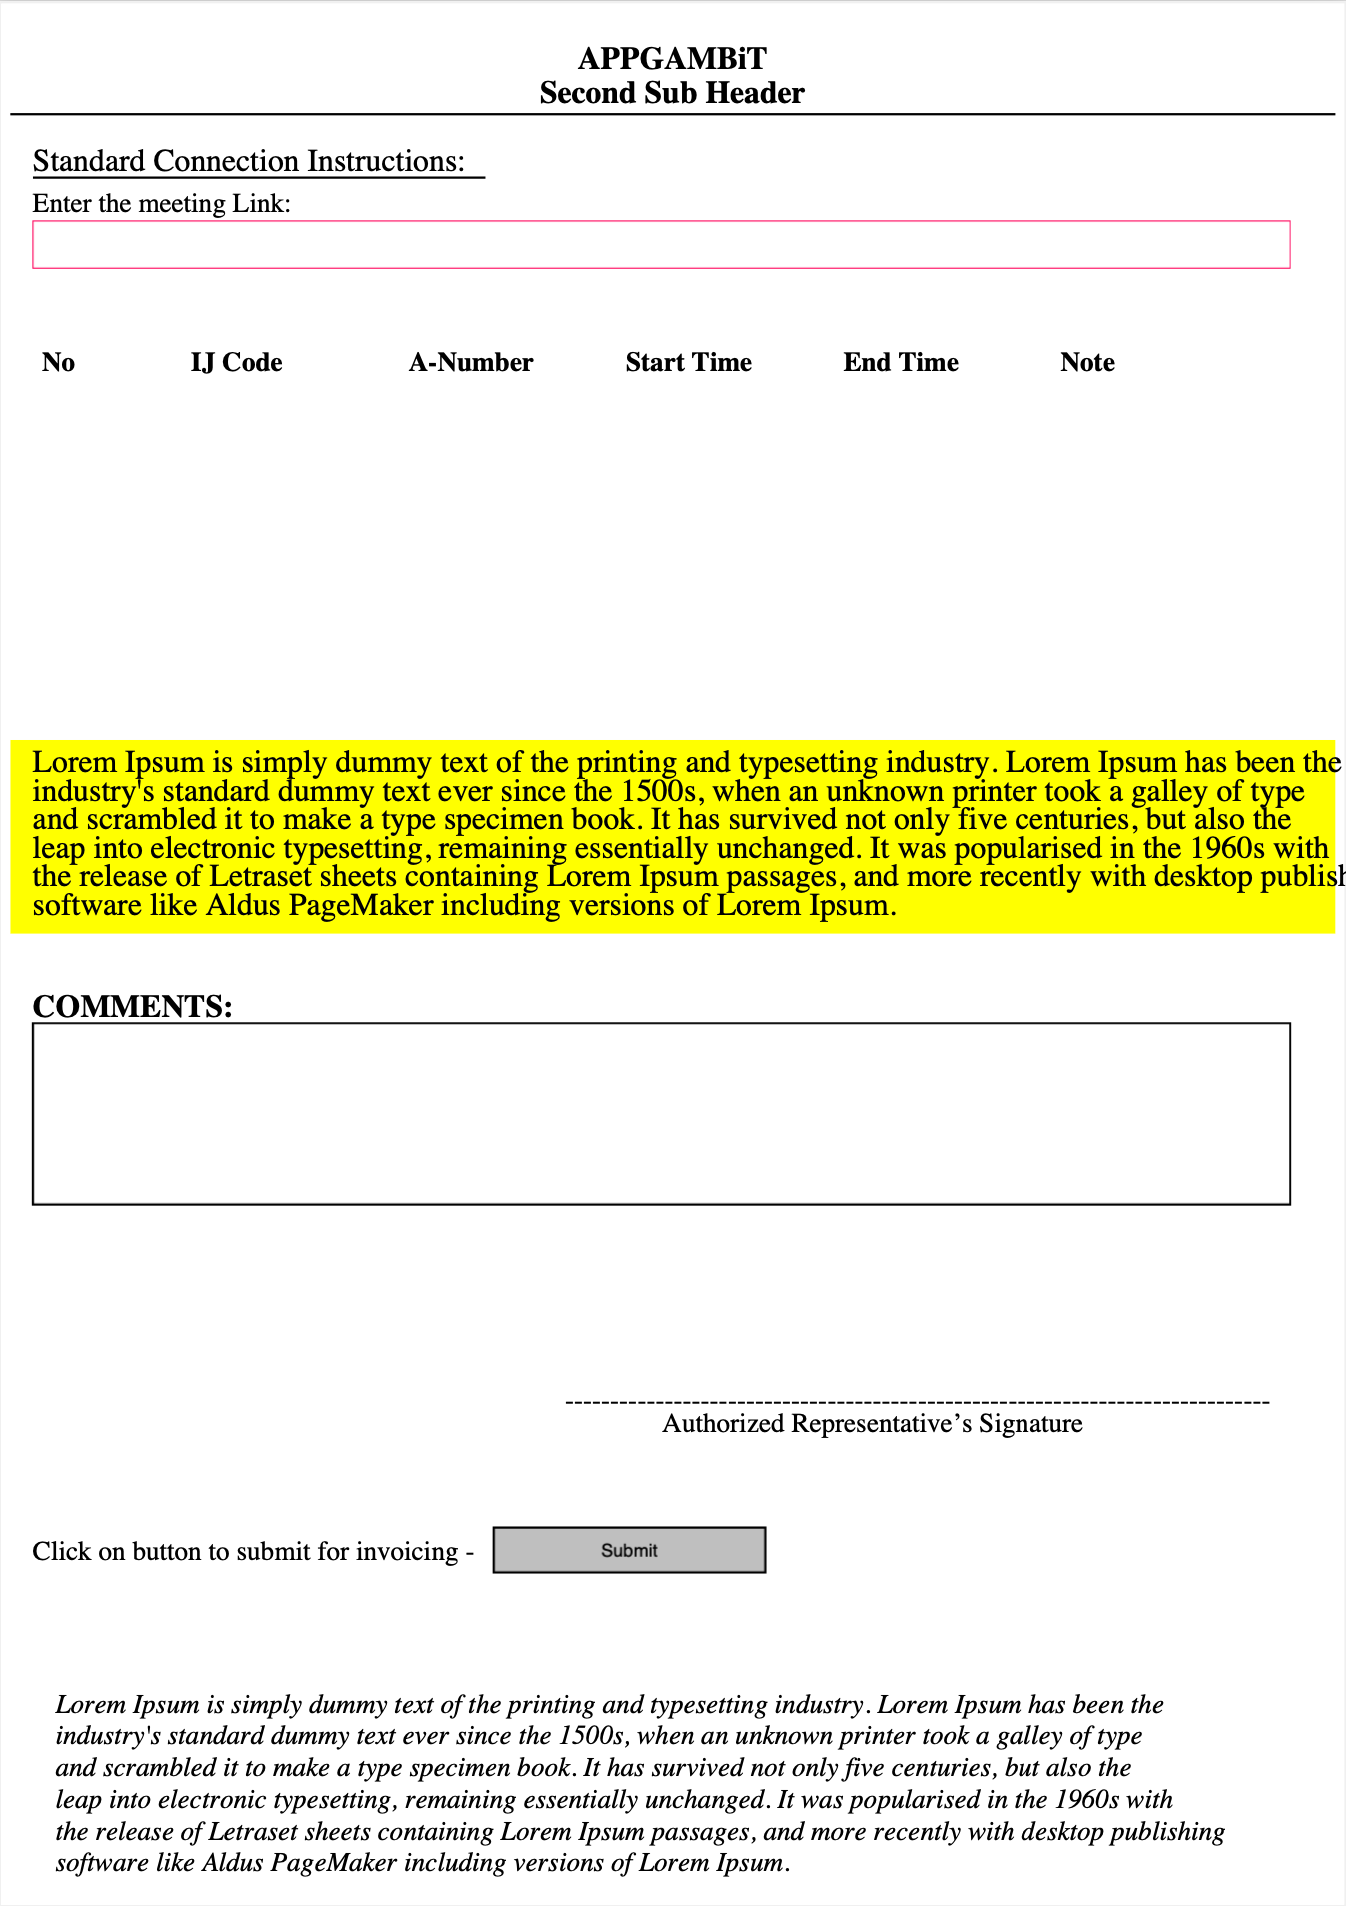 APPGAMBiT
Second Sub Header
Standard Connection Instructions:
Enter the meeting Link:
No IJ Code A-Number Start Time End Time Note
Lorem Ipsum is simply dummy text of the printing and typesetting industry. Lorem Ipsum has been the
industry's standard dummy text ever since the 1500s, when an unknown printer took a galley of type
and scrambled it to make a type specimen book. It has survived not only five centuries, but also the
leap into electronic typesetting, remaining essentially unchanged. It was popularised in the 1960s with
the release of Letraset sheets containing Lorem Ipsum passages, and more recently with desktop publish
software like Aldus PageMaker including versions of Lorem Ipsum.
COMMENTS:
Authorized Representative’s Signature
Click on button to submit for invoicing - Submit
Lorem Ipsum is simply dummy text of the printing and typesetting industry. Lorem Ipsum has been the
industry's standard dummy text ever since the 1500s, when an unknown printer took a galley of type
and scrambled it to make a type specimen book. It has survived not only five centuries, but also the
leap into electronic typesetting, remaining essentially unchanged. It was popularised in the 1960s with
the release of Letraset sheets containing Lorem Ipsum passages, and more recently with desktop publishing
software like Aldus PageMaker including versions of Lorem Ipsum.